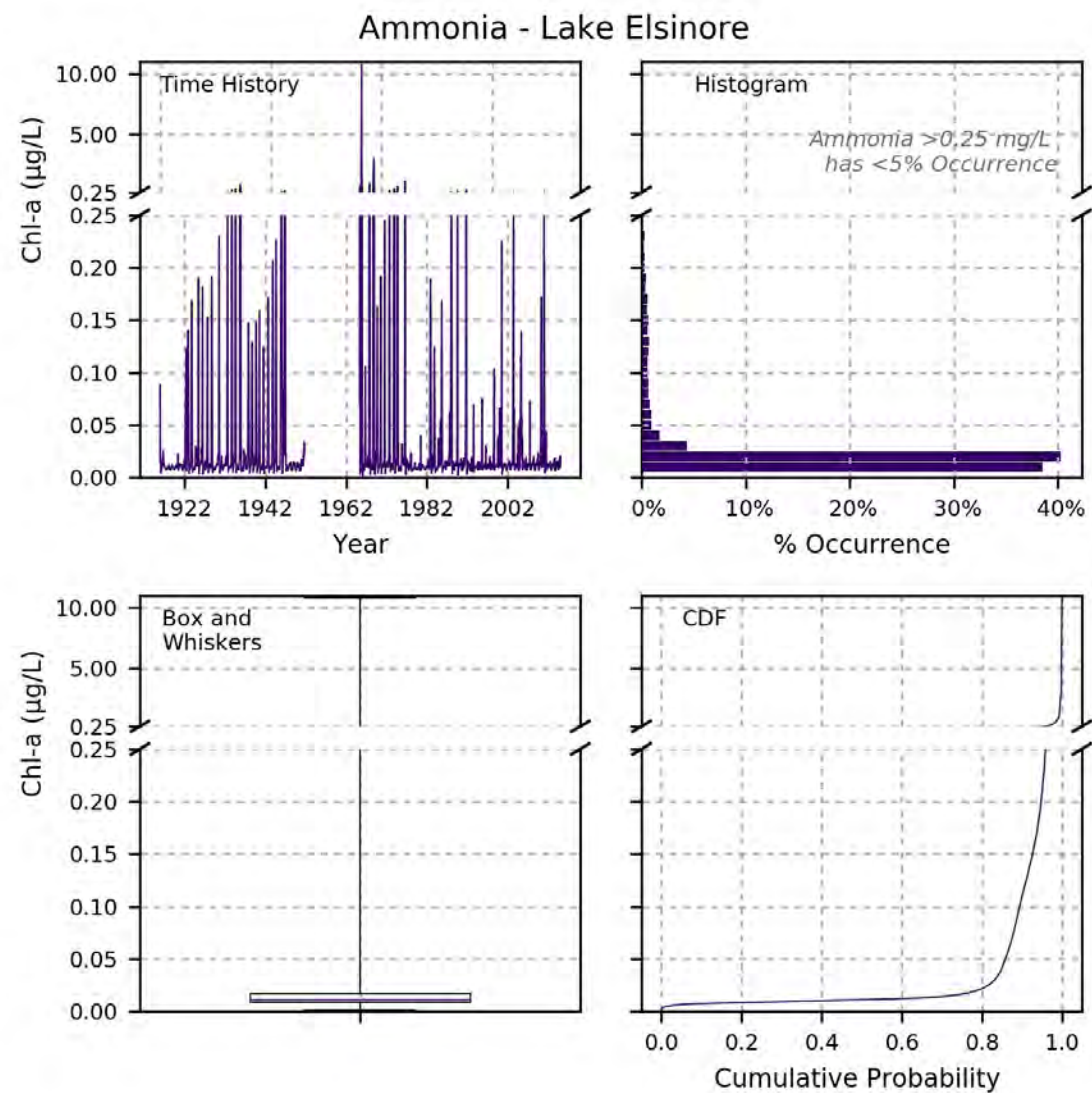 Ammonia - Lake Elsinore
Chl-a (µg/L)
10.00
5.00
0.25
0.25
0.20
0.15
0.10
0.05
0.00
Time History
1922
1942
1962
1982
2002
Year
Histogram
Ammonia >0.25 mg/L
has <5% Occurrence
0%
10%
20%
30%
40%
% Occurrence
Chl-a (µg/L)
10.00
5.00
0.25
0.25
0.20
0.15
0.10
0.05
0.00
Box and
Whiskers
CDF
0.0
0.2
0.4
0.6
0.8
1.0
Cumulative Probability